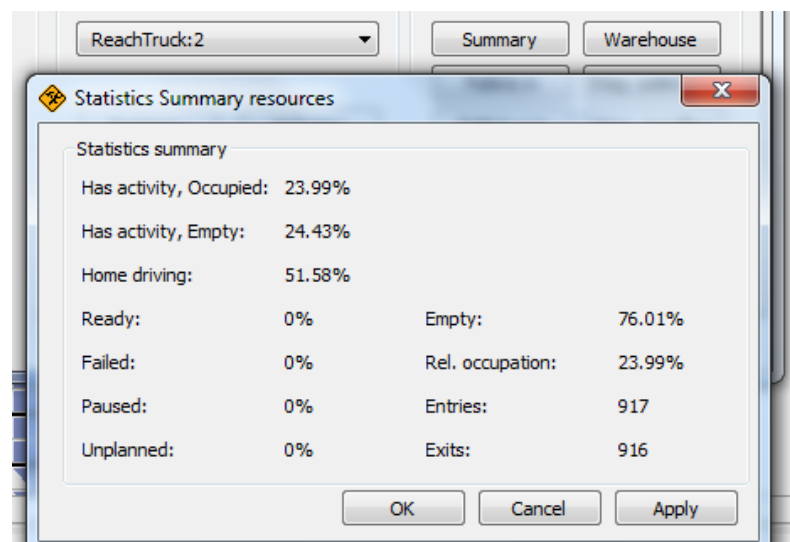 ReachTruck:2 Summary Warehouse
Statistics Summary resources
Statistics summary
Has activity, Occupied: 23.99%
Has activity, Empty: 24.43%
Home driving: 51.58%
Ready: 0% Empty: 76.01%
Failed: 0% Rel. occupation: 23.99%
Paused: 0% Entries: 917
Unplanned: 0% Exits: 916
OK Cancel Apply